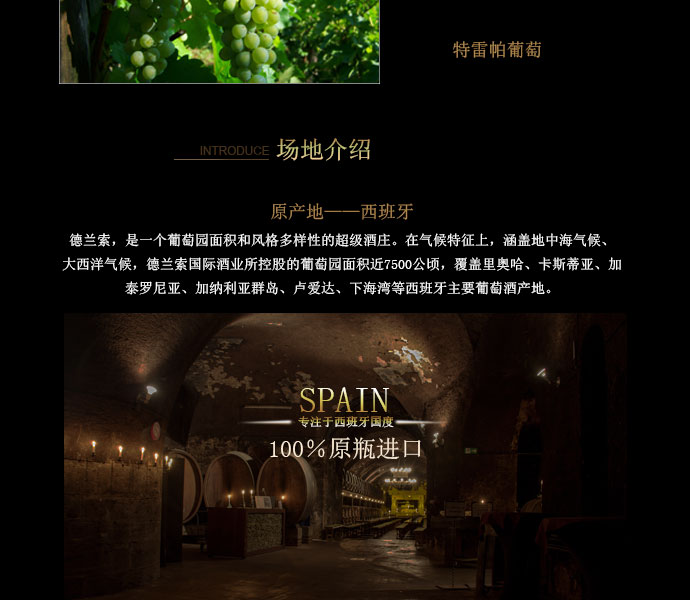 特雷帕葡萄
INTRODUCE 场地介绍
原产地——西班牙
德兰索，是一个葡萄园面积和风格多样性的超级酒庄。在气候特征上，涵盖地中海气候、
大西洋气候，德兰索国际酒业所控股的葡萄园面积近7500公顷，覆盖里奥哈、卡斯蒂亚、加
泰罗尼亚、加纳利亚群岛、卢爱达、下海湾等西班牙主要葡萄酒产地。
SPAIN
专注于西班牙国度
100%原瓶进口